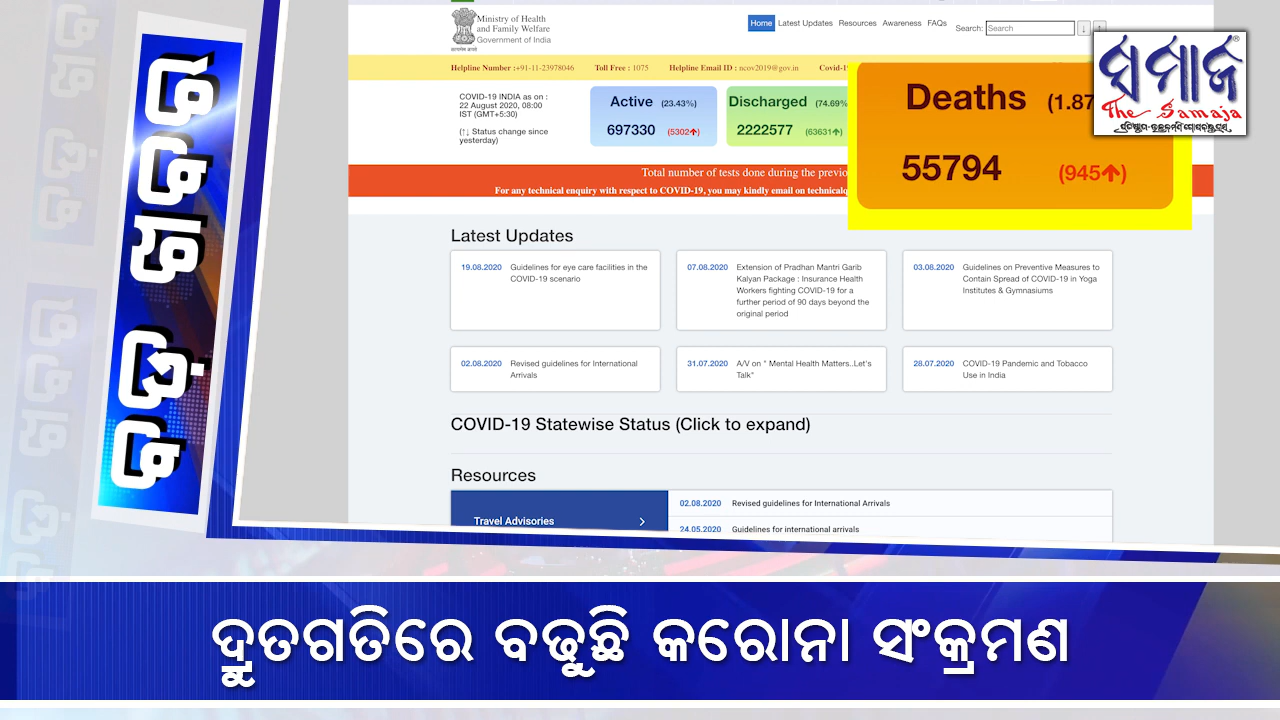 ବଡ଼ ଖବର
Ministry of Health
and Family Welfare
Government of India
Home Latest Updates Resources Awareness FAQs Search: Search
ସମାଜ
The Samaja
Helpline Number :+91-11-23978046 Toll Free : 1075 Helpline Email ID : ncov2019@gov.in Covid-1
COVID-19 INDIA as on :
22 August 2020, 08:00
IST (GMT+5:30)
(↑↓ Status change since
yesterday)
Active (23.43%)
697330 (5302↑)
Discharged (74.69%
2222577 (63631↑)
Deaths (1.87
55794 (945↑)
Total number of tests done during the previo
For any technical enquiry with respect to COVID-19, you may kindly email on technicalq
Latest Updates
19.08.2020 Guidelines for eye care facilities in the
COVID-19 scenario
07.08.2020 Extension of Pradhan Mantri Garib
Kalyan Package : Insurance Health
Workers fighting COVID-19 for a
further period of 90 days beyond the
original period
03.08.2020 Guidelines on Preventive Measures to
Contain Spread of COVID-19 in Yoga
Institutes & Gymnasiums
02.08.2020 Revised guidelines for International
Arrivals
31.07.2020 A/V on " Mental Health Matters..Let's
Talk"
28.07.2020 COVID-19 Pandemic and Tobacco
Use in India
COVID-19 Statewise Status (Click to expand)
Resources
Travel Advisories
02.08.2020 Revised guidelines for International Arrivals
24.05.2020 Guidelines for international arrivals
ଦ୍ରୁତଗତିରେ ବଢୁଛି କରୋନା ସଂକ୍ରମଣ